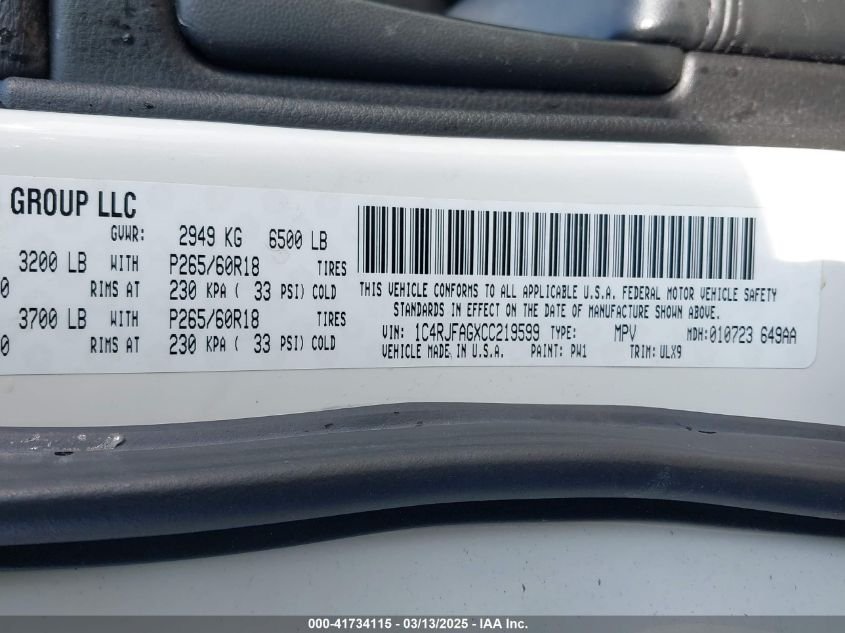 GROUP LLC
GVWR: 2949 KG 6500 LB
3200 LB WITH P265/60R18 TIRES
0 RIMS AT 230 KPA ( 33 PSI) COLD
3700 LB WITH P265/60R18 TIRES
0 RIMS AT 230 KPA ( 33 PSI) COLD
THIS VEHICLE CONFORMS TO ALL APPLICABLE U.S.A. FEDERAL MOTOR VEHICLE SAFETY
STANDARDS IN EFFECT ON THE DATE OF MANUFACTURE SHOWN ABOVE.
VIN: 1C4RJFAGXCC219599 TYPE: MPV MDH:010723 649AA
VEHICLE MADE IN U.S.A. PAINT: PW1 TRIM: ULX9
000-41734115 - 03/13/2025 - IAA Inc.